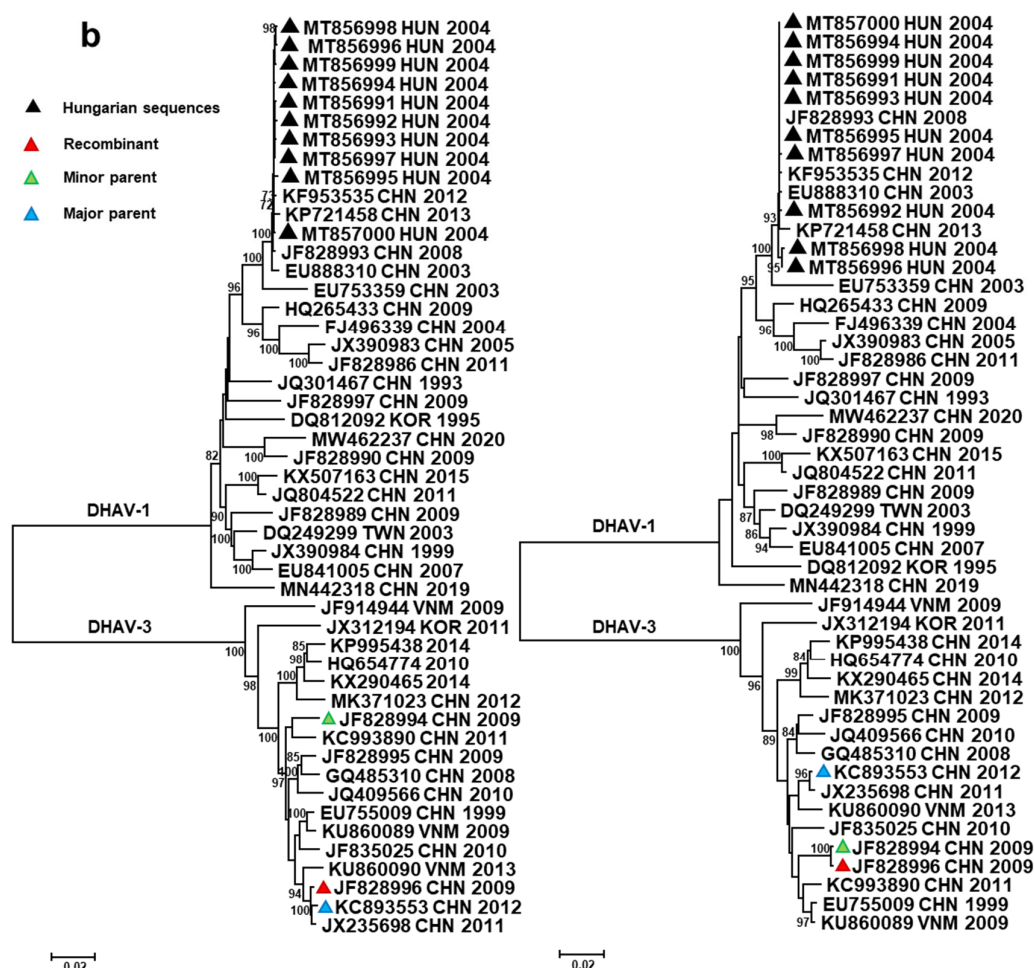 b
Hungarian sequences
Recombinant
Minor parent
Major parent
98
MT856998 HUN 2004
MT856996 HUN 2004
MT856999 HUN 2004
MT856994 HUN 2004
MT856991 HUN 2004
MT856992 HUN 2004
MT856993 HUN 2004
MT856997 HUN 2004
MT856995 HUN 2004
73
KF953535 CHN 2012
72
KP721458 CHN 2013
100
MT857000 HUN 2004
JF828993 CHN 2008
100
EU888310 CHN 2003
EU753359 CHN 2003
96
HQ265433 CHN 2009
96
FJ496339 CHN 2004
100
JX390983 CHN 2005
100
JF828986 CHN 2011
JQ301467 CHN 1993
JF828997 CHN 2009
DQ812092 KOR 1995
MW462237 CHN 2020
82
100
JF828990 CHN 2009
100
KX507163 CHN 2015
JQ804522 CHN 2011
DHAV-1
90
JF828989 CHN 2009
100
DQ249299 TWN 2003
JX390984 CHN 1999
100
EU841005 CHN 2007
MN442318 CHN 2019
JF914944 VNM 2009
DHAV-3
100
JX312194 KOR 2011
85
KP995438 2014
98
HQ654774 2010
98
100
KX290465 2014
MK371023 CHN 2012
JF828994 CHN 2009
100
KC993890 CHN 2011
85
JF828995 CHN 2009
100
GQ485310 CHN 2008
97
JQ409566 CHN 2010
100
EU755009 CHN 1999
KU860089 VNM 2009
JF835025 CHN 2010
KU860090 VNM 2013
94
JF828996 CHN 2009
100
KC893553 CHN 2012
JX235698 CHN 2011
0.02
MT857000 HUN 2004
MT856994 HUN 2004
MT856999 HUN 2004
MT856991 HUN 2004
MT856993 HUN 2004
JF828993 CHN 2008
MT856995 HUN 2004
MT856997 HUN 2004
KF953535 CHN 2012
EU888310 CHN 2003
93
MT856992 HUN 2004
KP721458 CHN 2013
100
MT856998 HUN 2004
95
MT856996 HUN 2004
95
EU753359 CHN 2003
HQ265433 CHN 2009
96
FJ496339 CHN 2004
100
JX390983 CHN 2005
100
JF828986 CHN 2011
JF828997 CHN 2009
JQ301467 CHN 1993
MW462237 CHN 2020
98
JF828990 CHN 2009
100
KX507163 CHN 2015
JQ804522 CHN 2011
JF828989 CHN 2009
87
DQ249299 TWN 2003
DHAV-1
86
JX390984 CHN 1999
94
EU841005 CHN 2007
DQ812092 KOR 1995
MN442318 CHN 2019
JF914944 VNM 2009
DHAV-3
100
JX312194 KOR 2011
KP995438 CHN 2014
84
HQ654774 CHN 2010
96
99
KX290465 CHN 2014
MK371023 CHN 2012
JF828995 CHN 2009
84
JQ409566 CHN 2010
89
GQ485310 CHN 2008
96
KC893553 CHN 2012
JX235698 CHN 2011
KU860090 VNM 2013
JF835025 CHN 2010
100
JF828994 CHN 2009
JF828996 CHN 2009
KC993890 CHN 2011
EU755009 CHN 1999
97
KU860089 VNM 2009
0.02